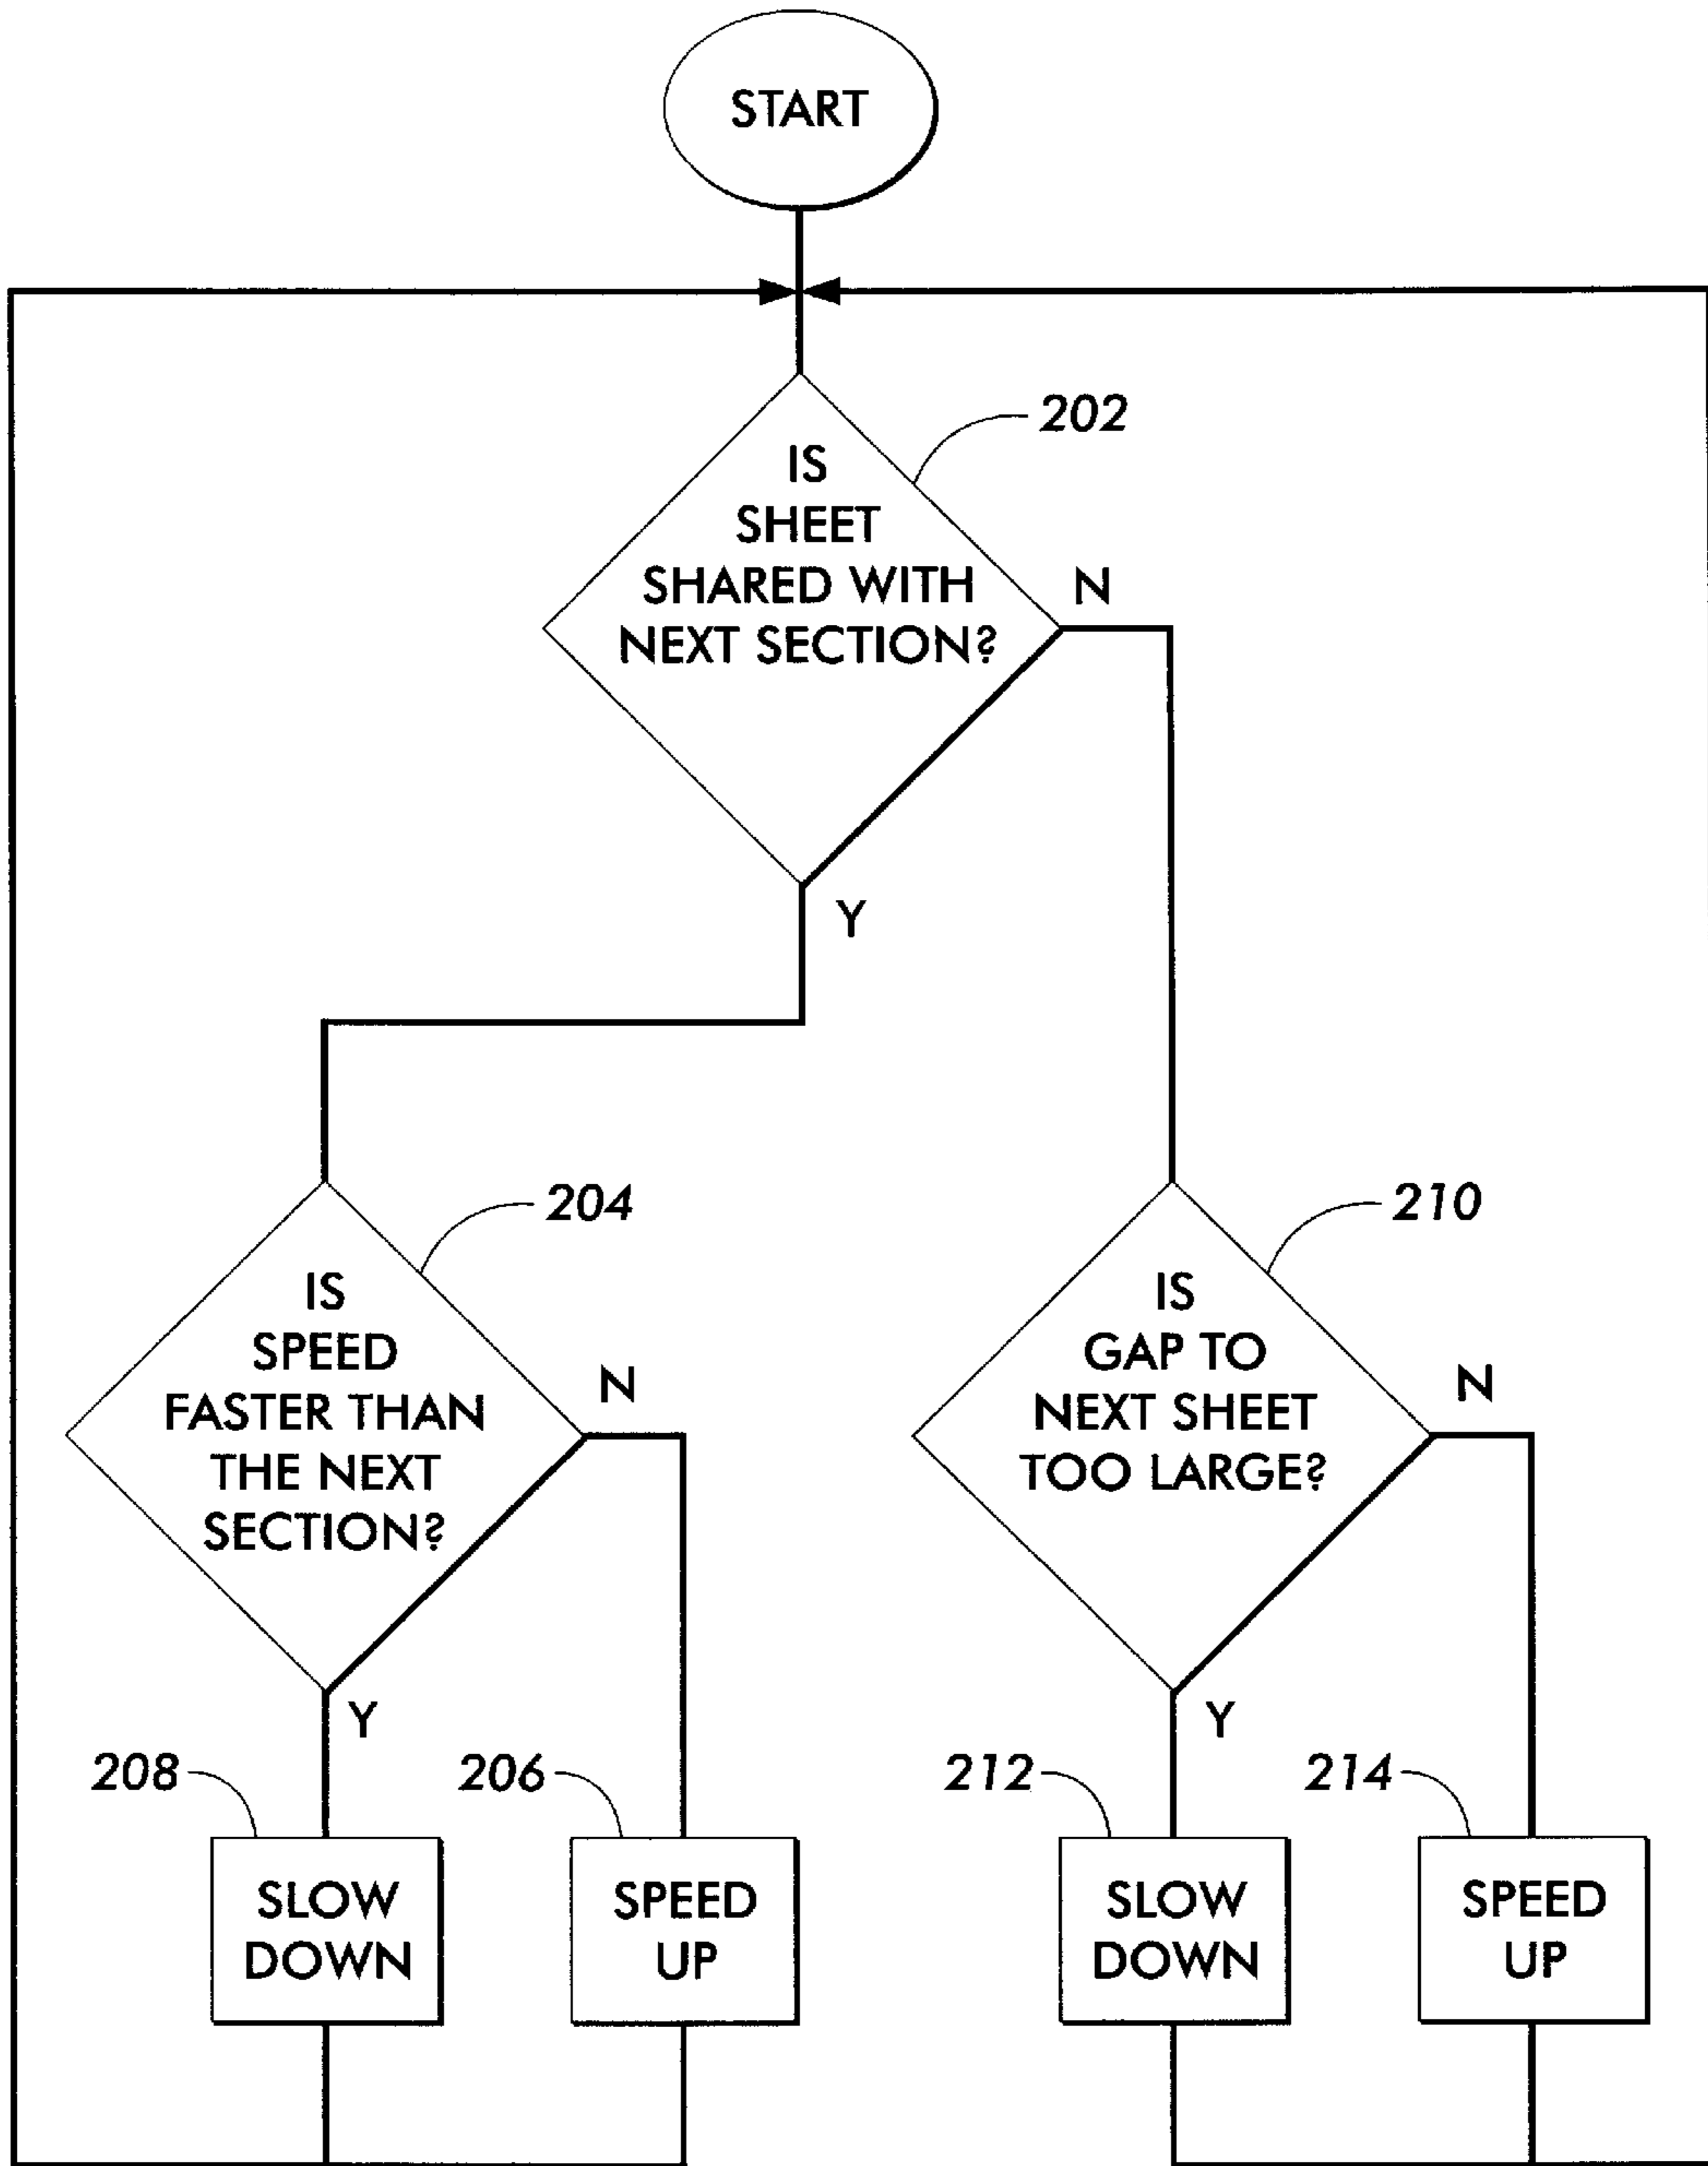 START
202
IS
SHEET
SHARED WITH
NEXT SECTION?
N
Y
204
IS
SPEED
FASTER THAN
THE NEXT
SECTION?
N
Y
210
IS
GAP TO
NEXT SHEET
TOO LARGE?
N
Y
208
SLOW
DOWN
206
SPEED
UP
212
SLOW
DOWN
214
SPEED
UP